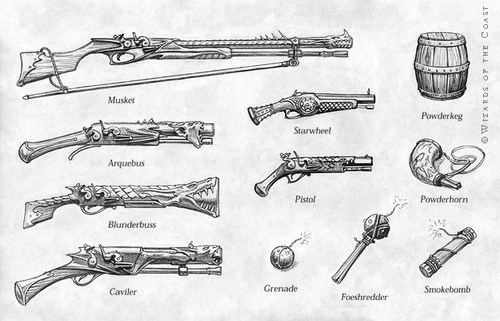 Musket
Starwheel
Powderkeg
Arquebus
Pistol
Powderhorn
Blunderbuss
Caviler
Grenade
Foeshredder
Smokebomb
© Wizards of the Coast